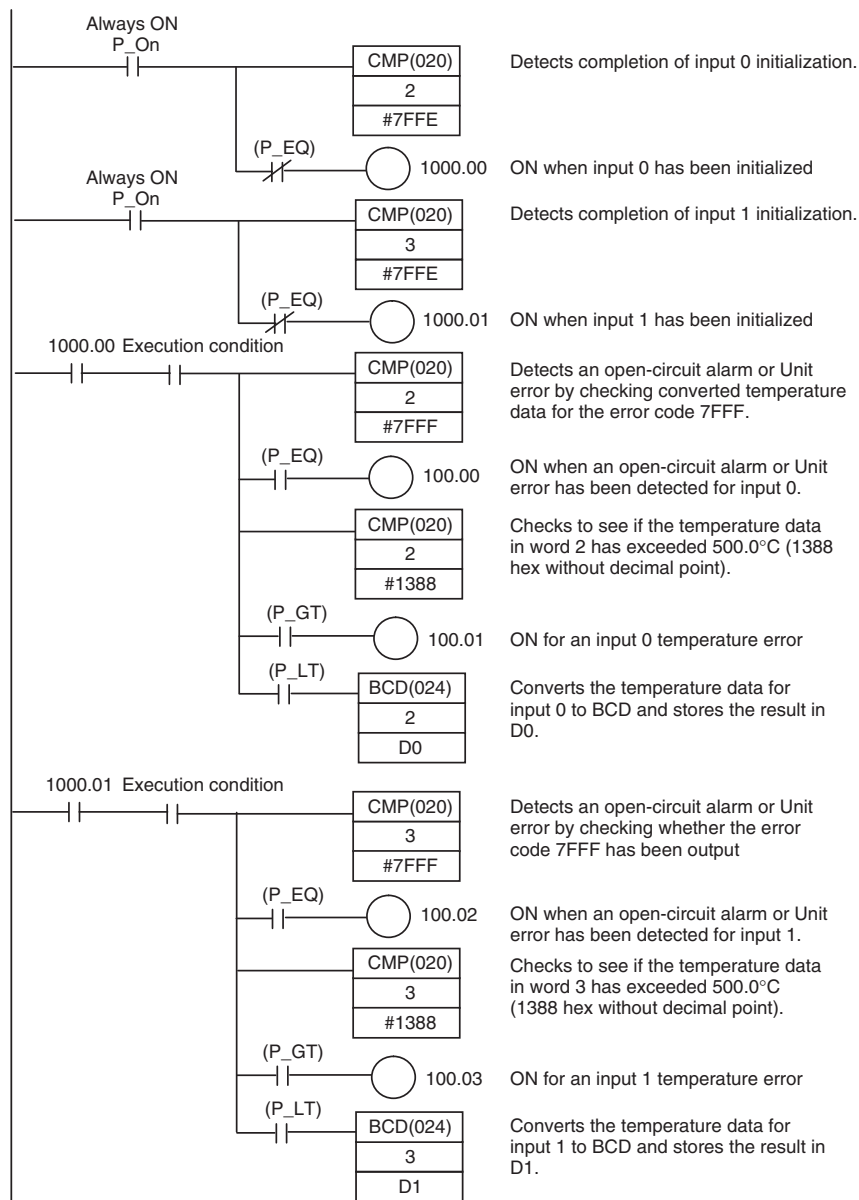 Always ON
P_On
CMP(020)
2
#7FFE
Detects completion of input 0 initialization.
(P_EQ)
1000.00
ON when input 0 has been initialized
Always ON
P_On
CMP(020)
3
#7FFE
Detects completion of input 1 initialization.
(P_EQ)
1000.01
ON when input 1 has been initialized
1000.00 Execution condition
CMP(020)
2
#7FFF
Detects an open-circuit alarm or Unit
error by checking converted temperature
data for the error code 7FFF.
(P_EQ)
100.00
ON when an open-circuit alarm or Unit
error has been detected for input 0.
CMP(020)
2
#1388
Checks to see if the temperature data
in word 2 has exceeded 500.0°C (1388
hex without decimal point).
(P_GT)
100.01
ON for an input 0 temperature error
(P_LT)
BCD(024)
2
D0
Converts the temperature data for
input 0 to BCD and stores the result in
D0.
1000.01 Execution condition
CMP(020)
3
#7FFF
Detects an open-circuit alarm or Unit
error by checking whether the error
code 7FFF has been output
(P_EQ)
100.02
ON when an open-circuit alarm or Unit
error has been detected for input 1.
CMP(020)
3
#1388
Checks to see if the temperature data
in word 3 has exceeded 500.0°C
(1388 hex without decimal point).
(P_GT)
100.03
ON for an input 1 temperature error
(P_LT)
BCD(024)
3
D1
Converts the temperature data for
input 1 to BCD and stores the result in
D1.